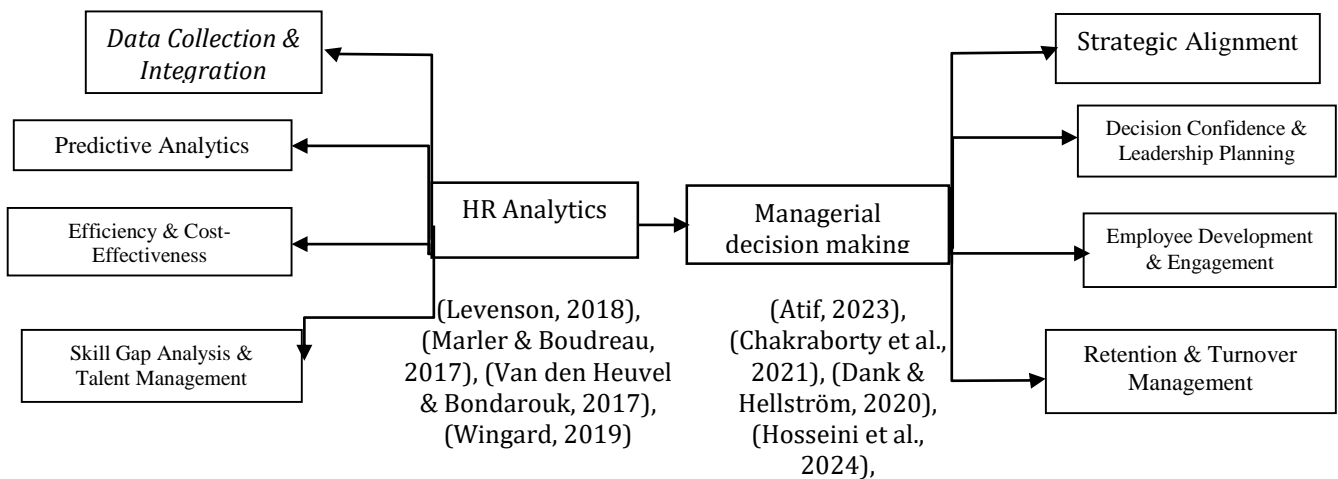 Data Collection &
Integration
Predictive Analytics
Efficiency & Cost-
Effectiveness
Skill Gap Analysis &
Talent Management
HR Analytics
(Levenson, 2018),
(Marler & Boudreau,
2017), (Van den Heuvel
& Bondarouk, 2017),
(Wingard, 2019)
Managerial
decision making
(Atif, 2023),
(Chakraborty et al.,
2021), (Dank &
Hellström, 2020),
(Hosseini et al.,
2024),
Strategic Alignment
Decision Confidence &
Leadership Planning
Employee Development
& Engagement
Retention & Turnover
Management